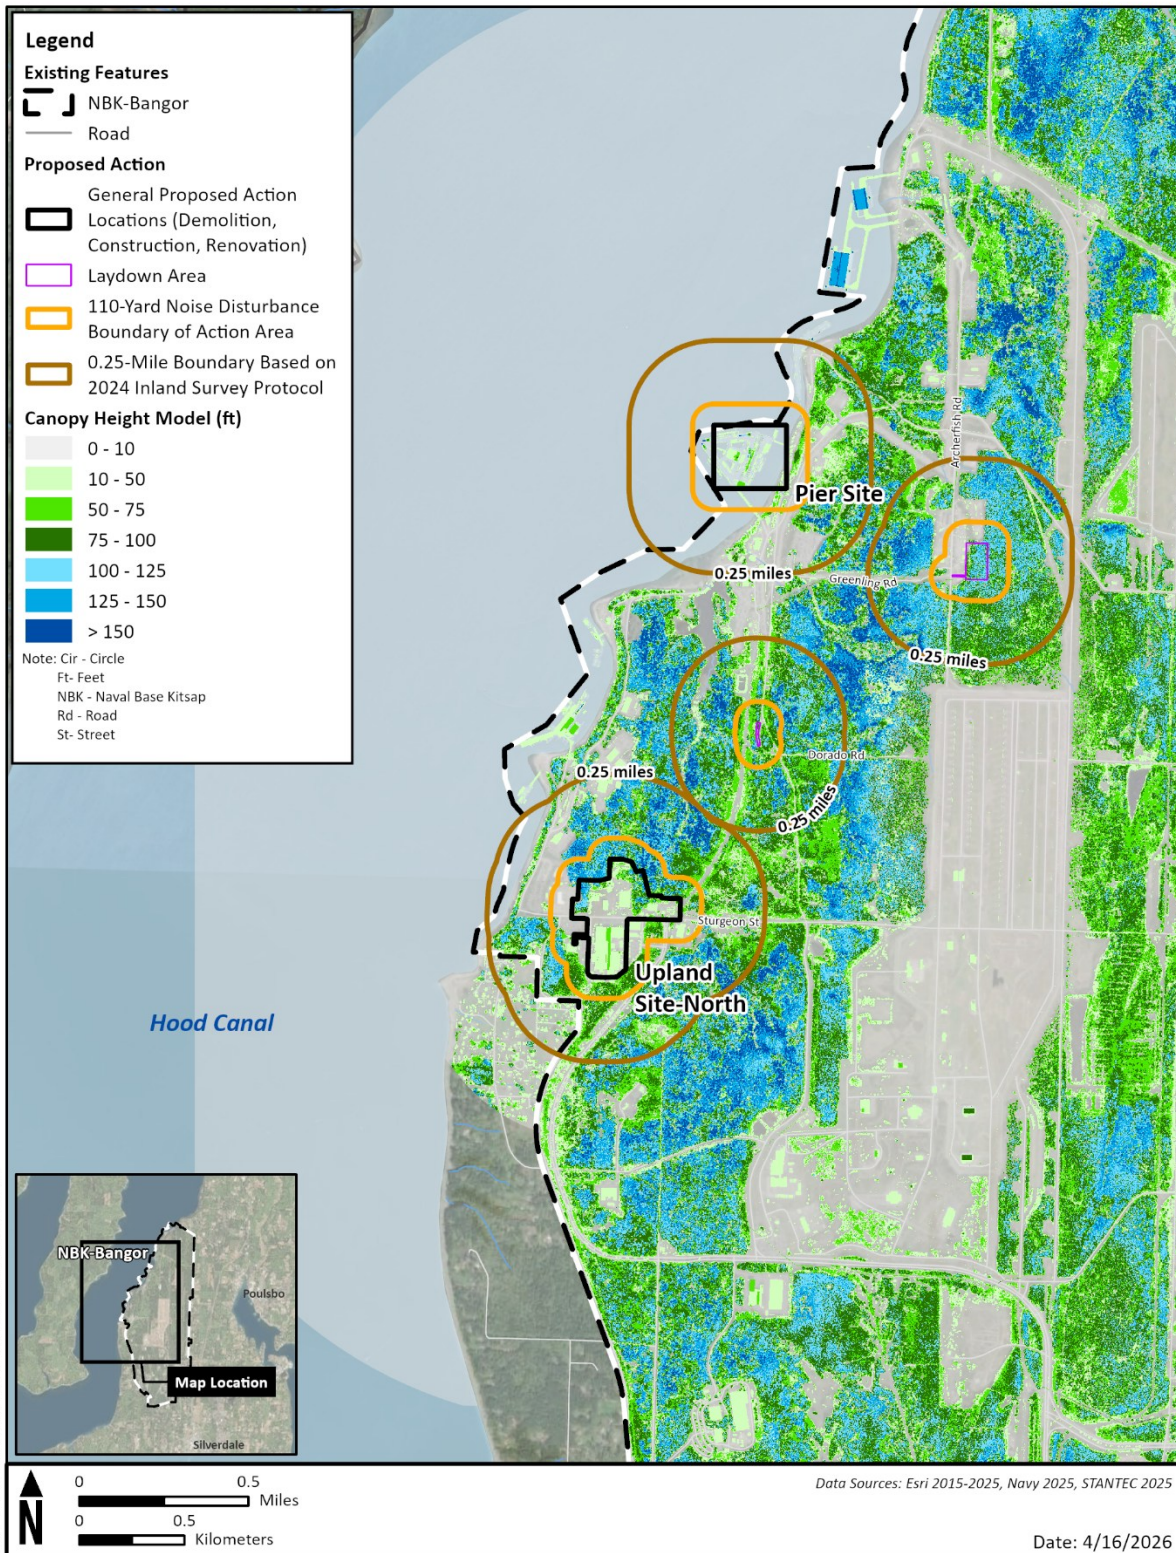 Legend
Existing Features
NBK-Bangor
Road
Proposed Action
General Proposed Action
Locations (Demolition,
Construction, Renovation)
Laydown Area
110-Yard Noise Disturbance
Boundary of Action Area
0.25-Mile Boundary Based on
2024 Inland Survey Protocol
Canopy Height Model (ft)
0 - 10
10 - 50
50 - 75
75 - 100
100 - 125
125 - 150
> 150
Note: Cir - Circle
Ft- Feet
NBK - Naval Base Kitsap
Rd - Road
St- Street
Archerfish Rd
Pier Site
0.25 miles
Greenling Rd
0.25 miles
Dorado Rd
0.25 miles
0.25 miles
Sturgeon St
Upland
Site-North
Hood Canal
NBK-Bangor
Poulsbo
Map Location
Silverdale
N
0 0.5
Miles
0 0.5
Kilometers
Data Sources: Esri 2015-2025, Navy 2025, STANTEC 2025
Date: 4/16/2026